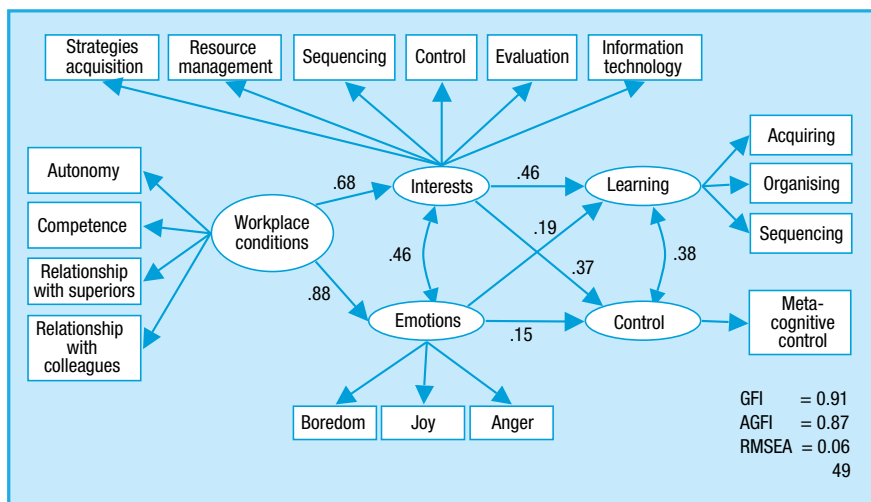 Strategies
acquisition
Resource
management
Sequencing
Control
Evaluation
Information
technology
Autonomy
Competence
Relationship
with superiors
Relationship
with
colleagues
Workplace
conditions
.68
.88
Interests
.46
Emotions
.46
.19
.37
.15
Learning
.38
Control
Acquiring
Organising
Sequencing
Meta-
cognitive
control
Boredom
Joy
Anger
GFI = 0.91
AGFI = 0.87
RMSEA = 0.06
49